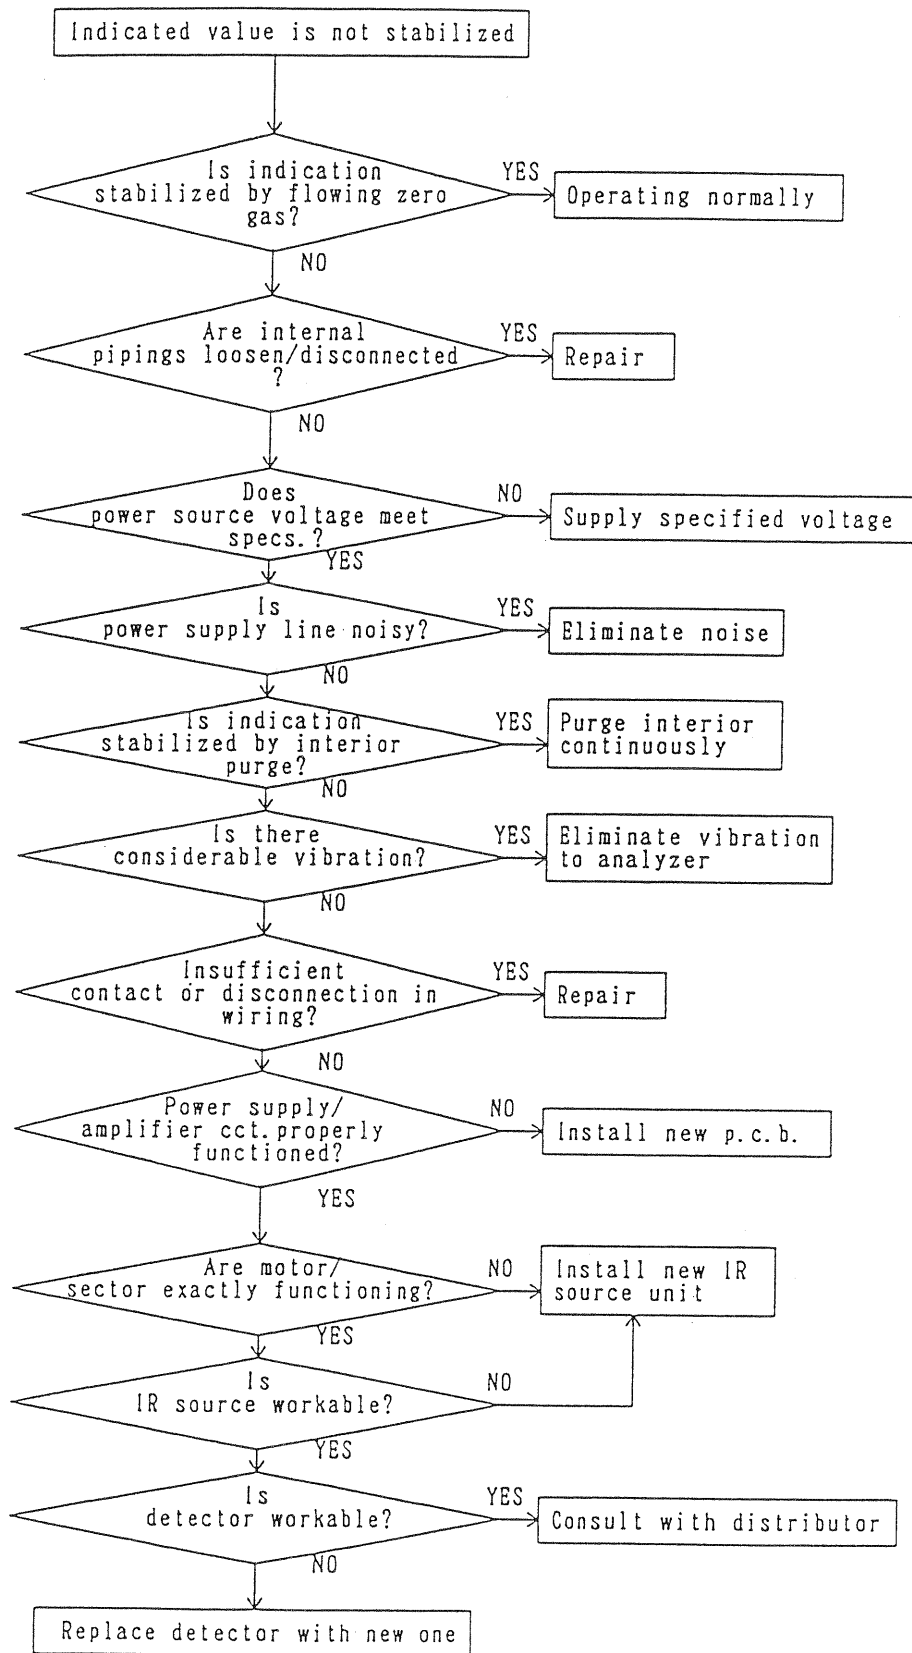 Indicated value is not stabilized
Is indication
stabilized by flowing zero
gas?
YES
Operating normally
NO
Are internal
pipings loosen/disconnected
?
YES
Repair
NO
Does
power source voltage meet
specs.?
NO
Supply specified voltage
YES
Is
power supply line noisy?
YES
Eliminate noise
NO
Is indication
stabilized by interior
purge?
YES
Purge interior
continuously
NO
Is there
considerable vibration?
YES
Eliminate vibration
to analyzer
NO
Insufficient
contact or disconnection in
wiring?
YES
Repair
NO
Power supply/
amplifier cct. properly
functioned?
NO
Install new p.c.b.
YES
Are motor/
sector exactly functioning?
NO
Install new IR
source unit
YES
Is
IR source workable?
NO
YES
Is
detector workable?
YES
Consult with distributor
NO
Replace detector with new one